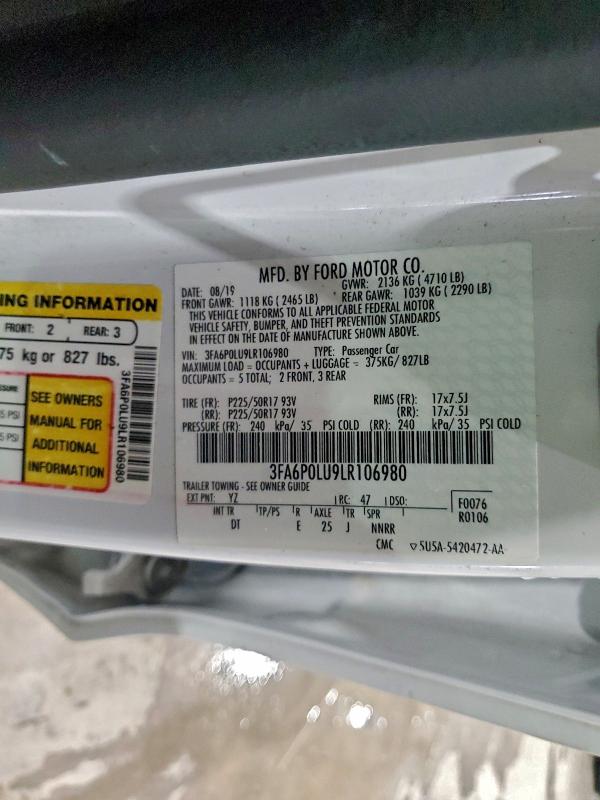 NG INFORMATION
FRONT: 2 REAR: 3
75 kg or 827 lbs.
SEE OWNERS
MANUAL FOR
ADDITIONAL
INFORMATION
3FA6P0LU9LR106980
MFD. BY FORD MOTOR CO.
DATE: 08/19 GVWR: 2136 KG ( 4710 LB)
FRONT GAWR: 1118 KG ( 2465 LB) REAR GAWR: 1039 KG ( 2290 LB)
THIS VEHICLE CONFORMS TO ALL APPLICABLE FEDERAL MOTOR
VEHICLE SAFETY, BUMPER, AND THEFT PREVENTION STANDARDS
IN EFFECT ON THE DATE OF MANUFACTURE SHOWN ABOVE.
VIN: 3FA6P0LU9LR106980 TYPE: Passenger Car
MAXIMUM LOAD = OCCUPANTS + LUGGAGE = 375KG/ 827LB
OCCUPANTS = 5 TOTAL; 2 FRONT, 3 REAR
TIRE (FR): P225/50R17 93V RIMS (FR): 17x7.5J
(RR): P225/50R17 93V (RR): 17x7.5J
PRESSURE (FR): 240 kPa/ 35 PSI COLD (RR): 240 kPa/ 35 PSI COLD
3FA6P0LU9LR106980
TRAILER TOWING - SEE OWNER GUIDE
EXT PNT: YZ RC: 47 DSO: F0076
INT TR TP/PS R AXLE TR SPR R0106
DT E 25 J NNRR
CMC ▽5U5A-5420472-AA